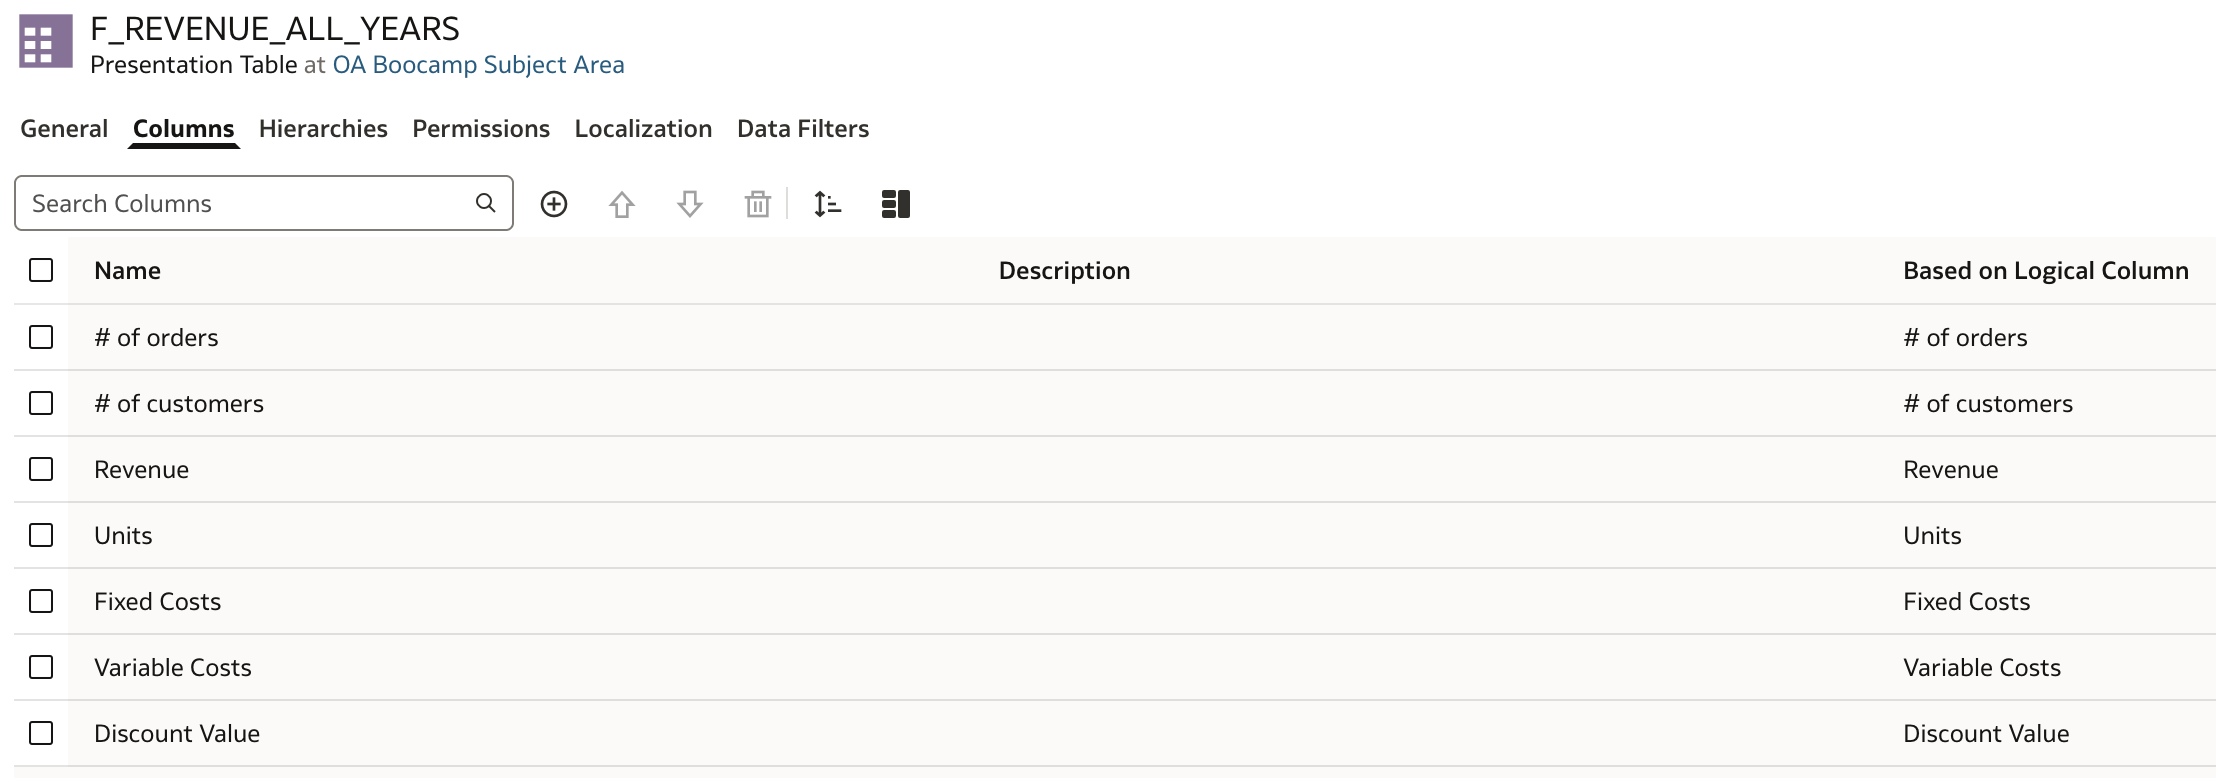 F_REVENUE_ALL_YEARS
Presentation Table at OA Boocamp Subject Area
General Columns Hierarchies Permissions Localization Data Filters
Search Columns
Name Description Based on Logical Column
# of orders # of orders
# of customers # of customers
Revenue Revenue
Units Units
Fixed Costs Fixed Costs
Variable Costs Variable Costs
Discount Value Discount Value